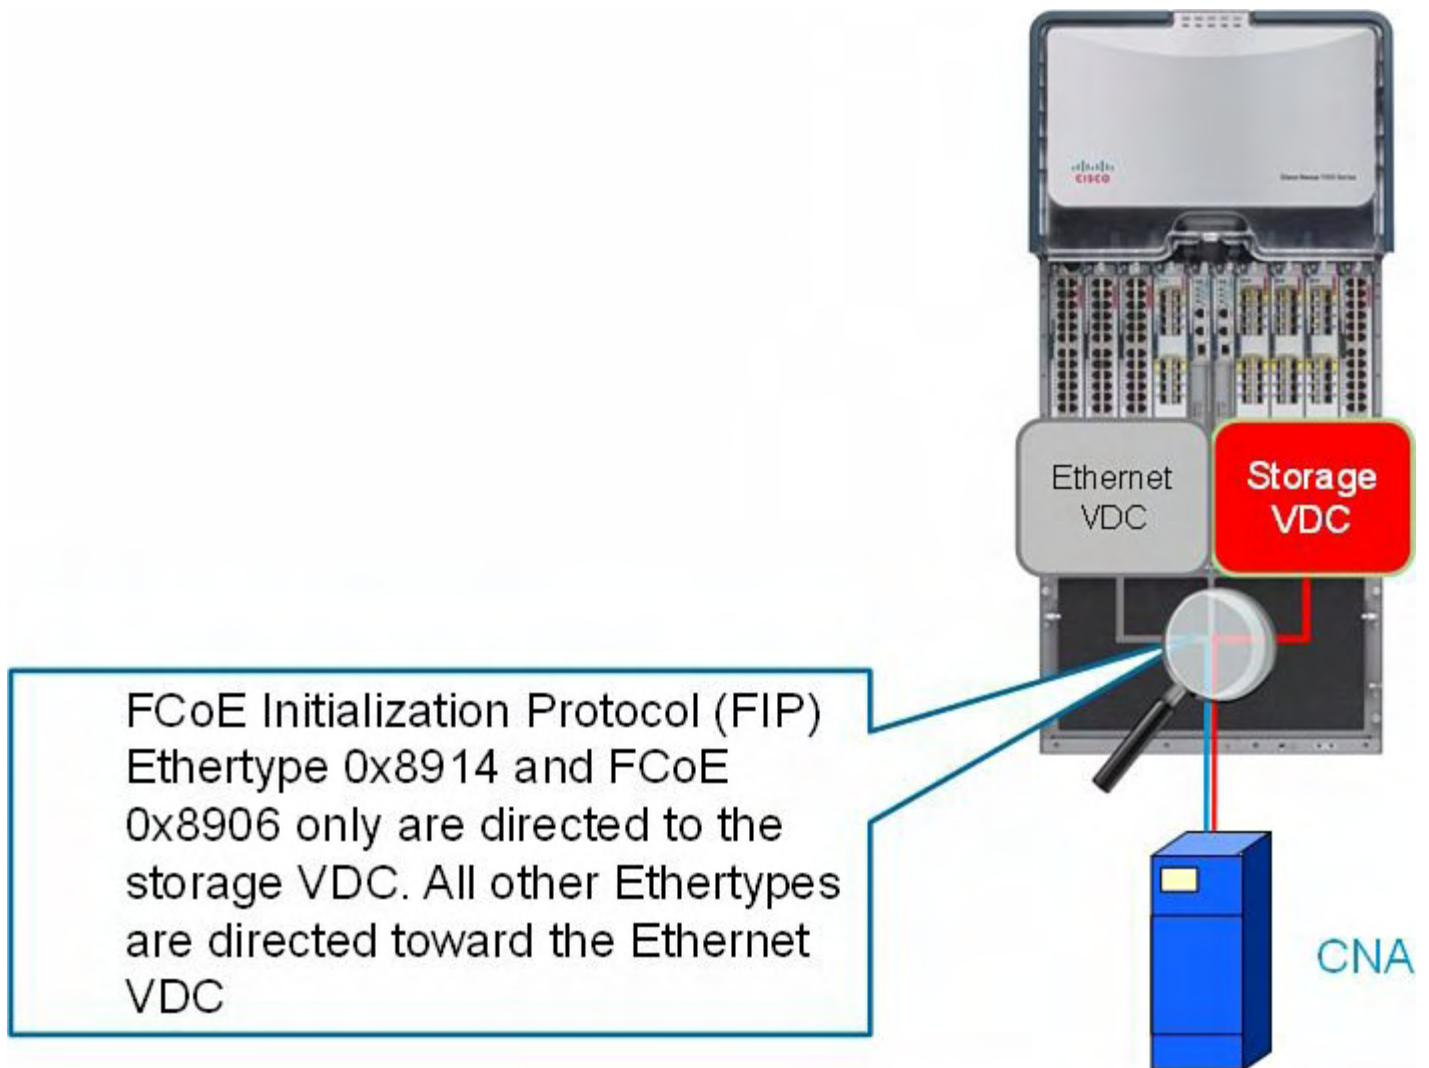 CISCO
Ethernet
VDC
Storage
VDC
FCoE Initialization Protocol (FIP)
Ethertype 0x8914 and FCoE
0x8906 only are directed to the
storage VDC. All other Ethertypes
are directed toward the Ethernet
VDC
CNA